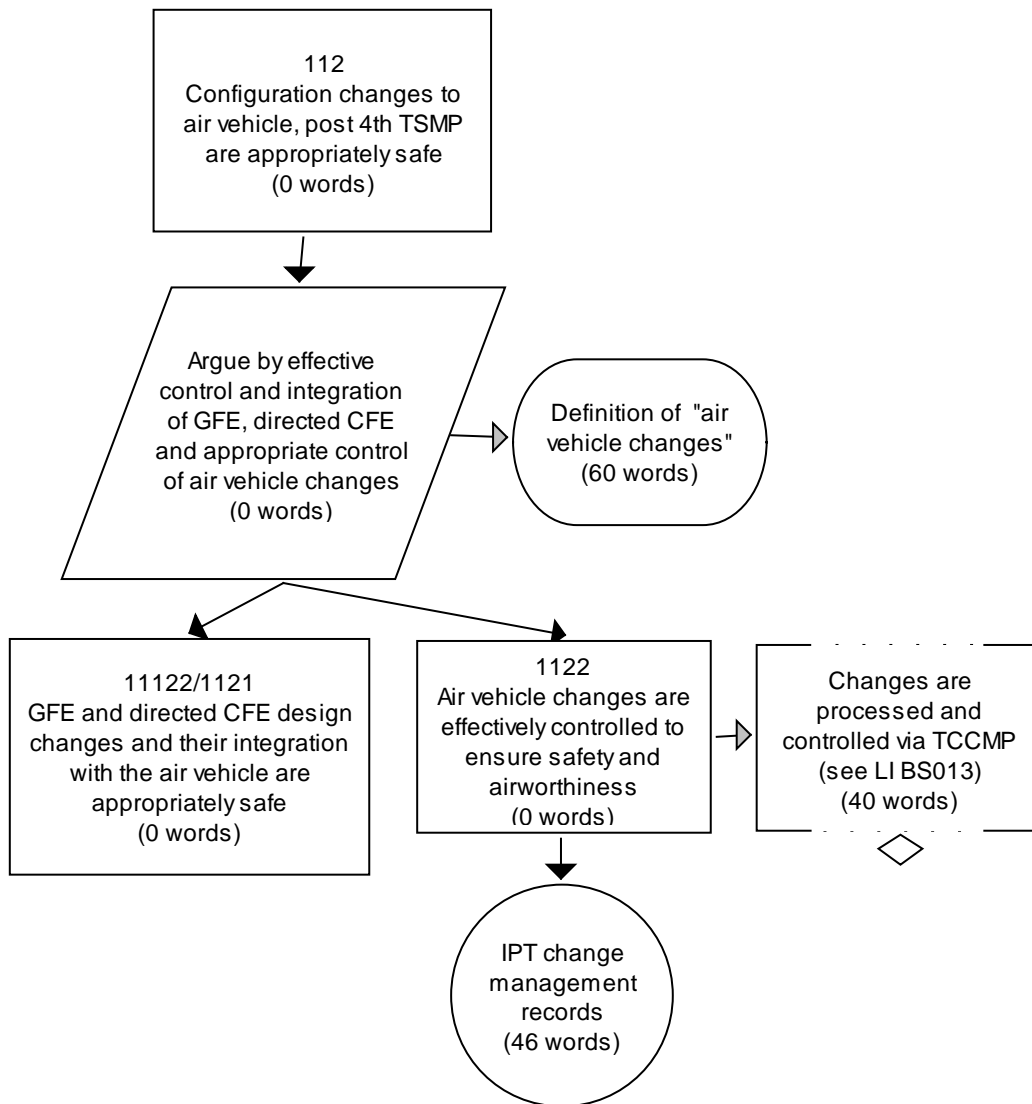 112
Configuration changes to
air vehicle, post 4th TSMP
are appropriately safe
(0 words)
Argue by effective
control and integration
of GFE, directed CFE
and appropriate control
of air vehicle changes
(0 words)
Definition of "air
vehicle changes"
(60 words)
11122/1121
GFE and directed CFE design
changes and their integration
with the air vehicle are
appropriately safe
(0 words)
1122
Air vehicle changes are
effectively controlled to
ensure safety and
airworthiness
(0 words)
Changes are
processed and
controlled via TCCMP
(see LI BS013)
(40 words)
IPT change
management
records
(46 words)